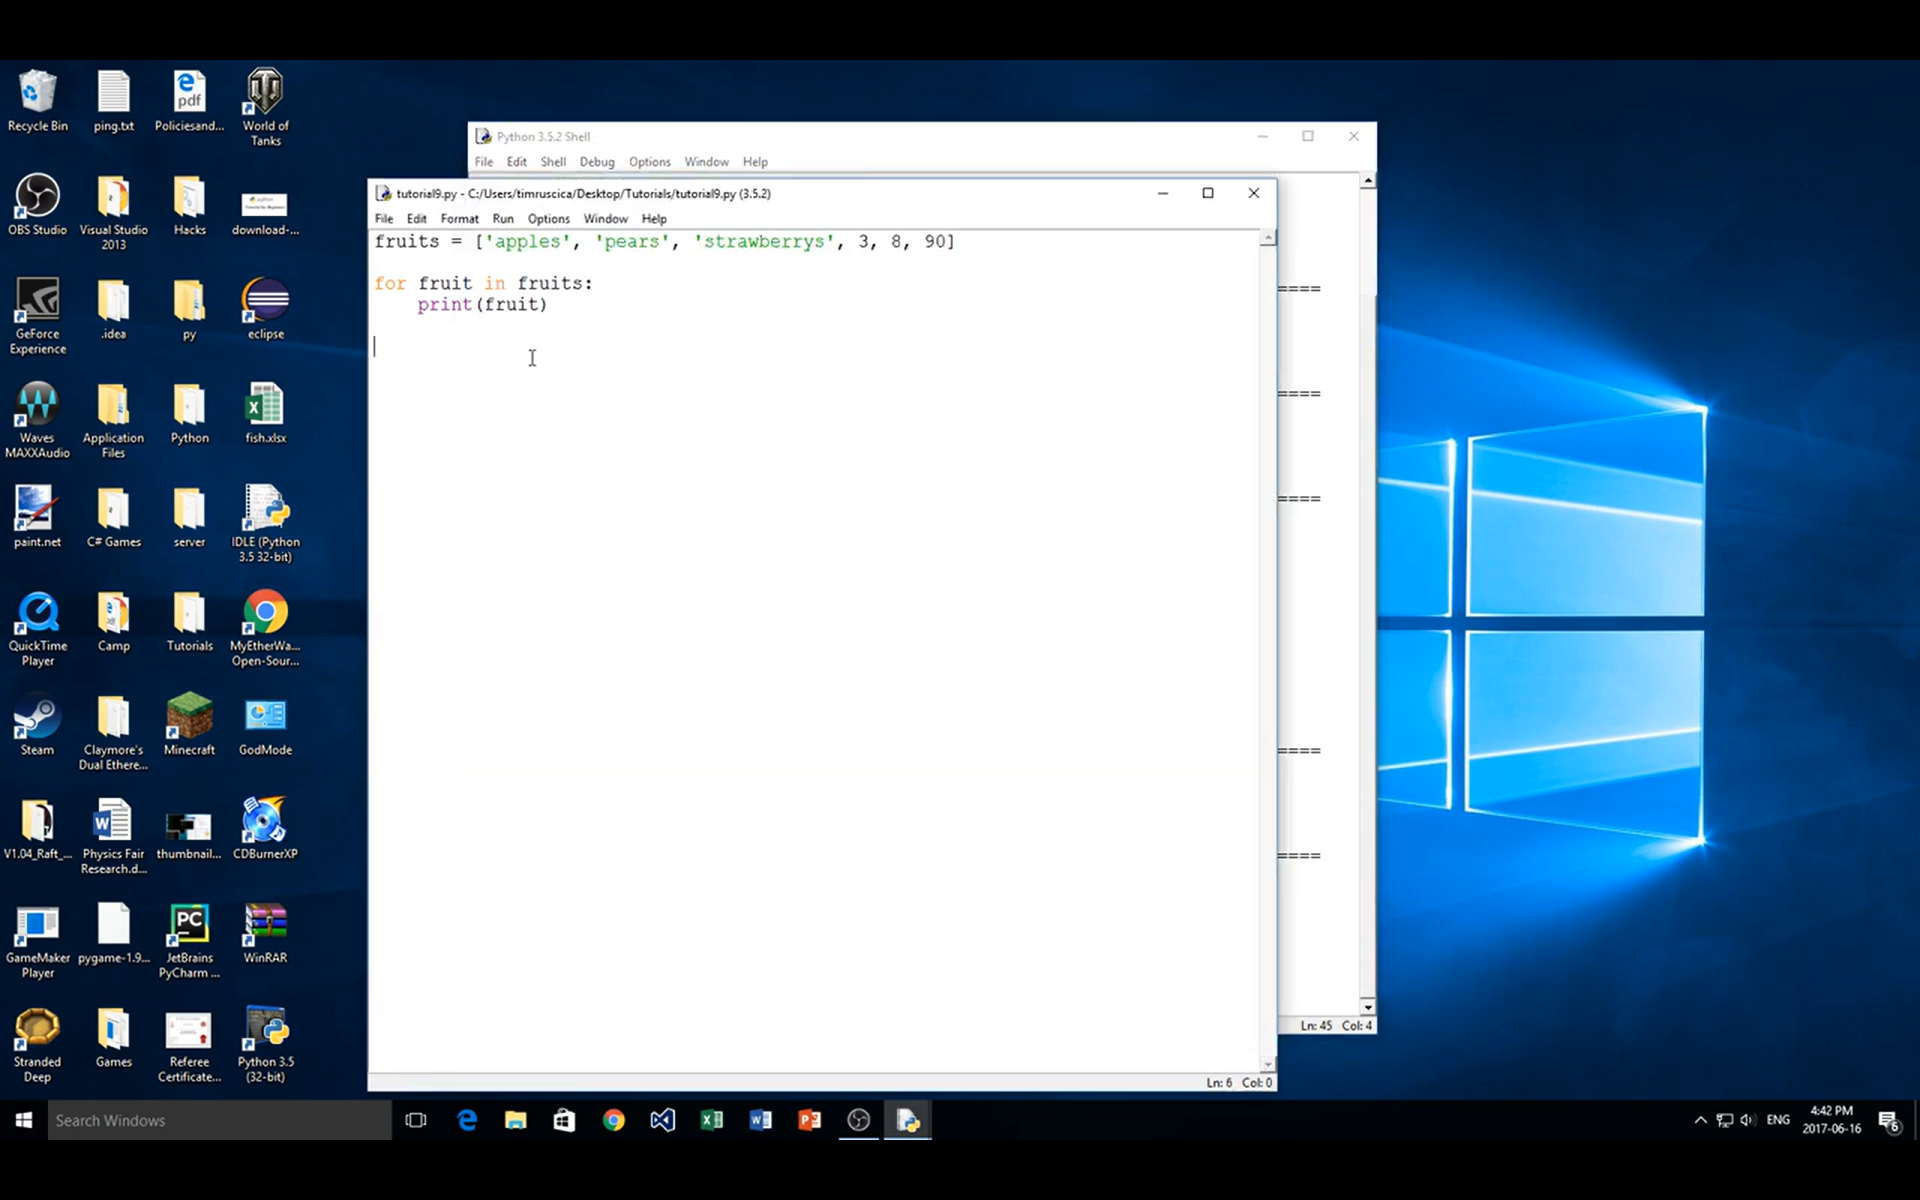 Recycle Bin
ping.txt
Policiesand...
World of
Tanks
OBS Studio
Visual Studio
2013
Hacks
download-...
GeForce
Experience
.idea
py
eclipse
Waves
MAXXAudio
Application
Files
Python
fish.xlsx
paint.net
C# Games
server
IDLE (Python
3.5 32-bit)
QuickTime
Player
Camp
Tutorials
MyEtherWa...
Open-Sour...
Steam
Claymore's
Dual Ethere...
Minecraft
GodMode
V1.04_Raft_...
Physics Fair
Research.d...
thumbnail...
CDBurnerXP
GameMaker
Player
pygame-1.9...
JetBrains
PyCharm ...
WinRAR
Stranded
Deep
Games
Referee
Certificate...
Python 3.5
(32-bit)
pdf
PC
Python 3.5.2 Shell
File Edit Shell Debug Options Window Help
====
====
====
====
====
Ln: 45 Col: 4
tutorial9.py - C:/Users/timruscica/Desktop/Tutorials/tutorial9.py (3.5.2)
File Edit Format Run Options Window Help
fruits = ['apples', 'pears', 'strawberrys', 3, 8, 90]
for fruit in fruits:
    print(fruit)
Ln: 6 Col: 0
Search Windows
ENG
4:42 PM
2017-06-16
6